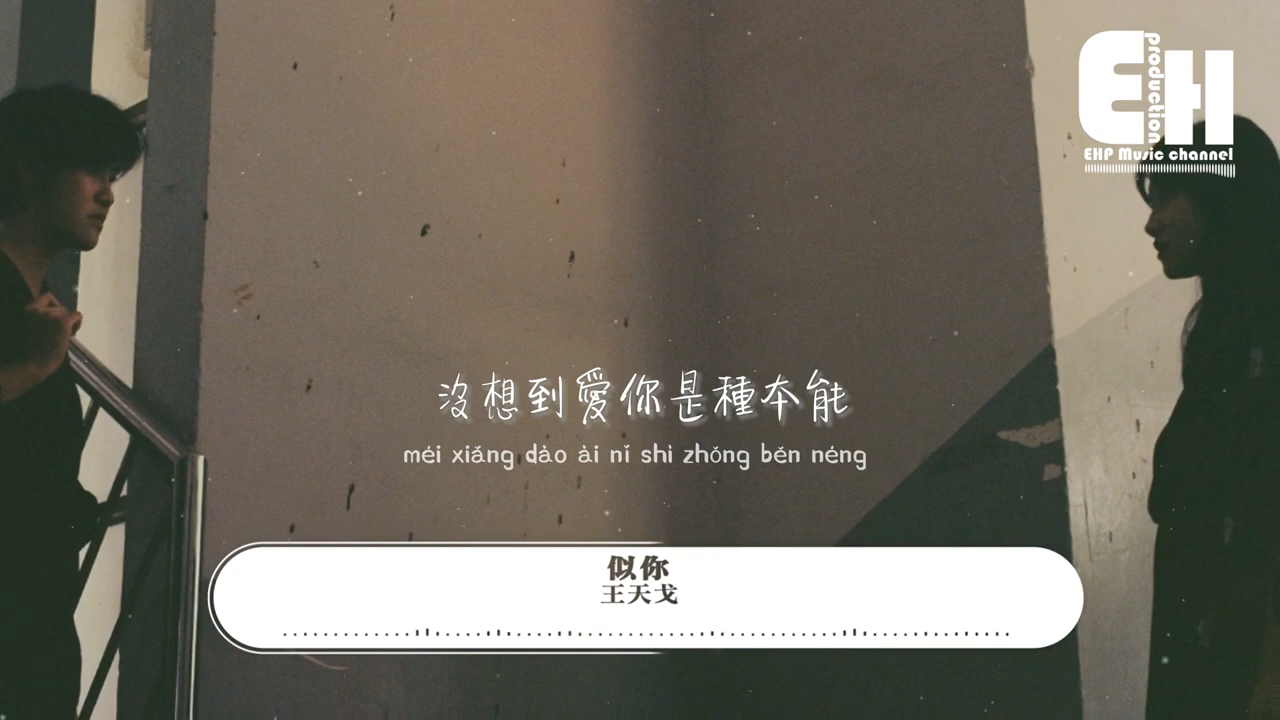 EH
production
EHP Music channel
沒想到愛你是種本能
méi xiǎng dào ài nǐ shì zhǒng běn néng
似你
王天戈